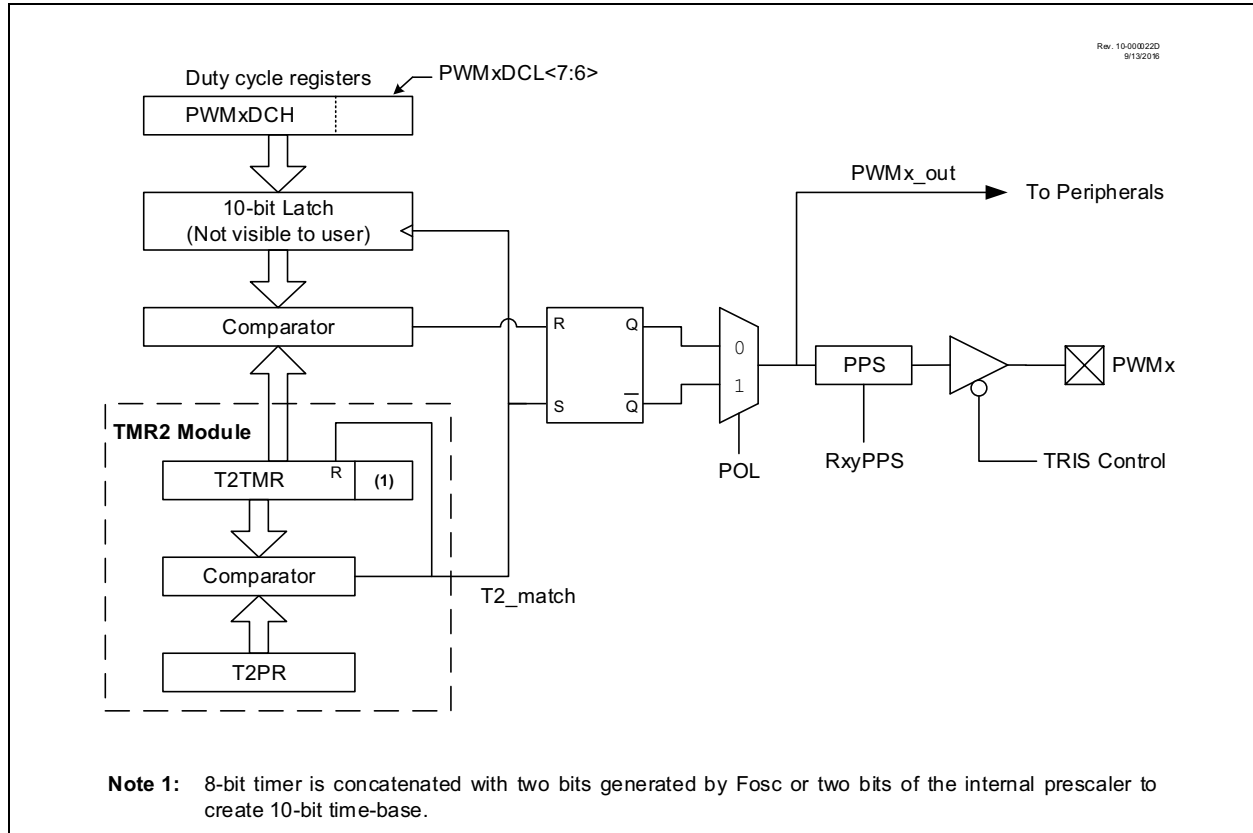 Rev. 10-000022D
9/13/2016
Duty cycle registers
PWMxDCL<7:6>
PWMxDCH
10-bit Latch
(Not visible to user)
Comparator
TMR2 Module
T2TMR
R
(1)
Comparator
T2PR
T2_match
R
Q
S
Q̅
0
1
POL
PWMx_out
To Peripherals
PPS
RxyPPS
PWMx
TRIS Control
Note 1: 8-bit timer is concatenated with two bits generated by Fosc or two bits of the internal prescaler to
create 10-bit time-base.